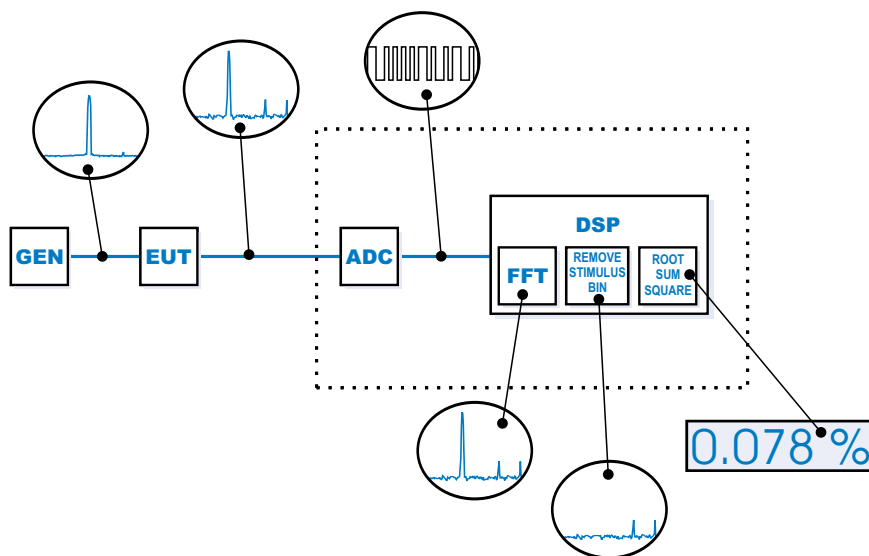 GEN
EUT
ADC
DSP
FFT
REMOVE
STIMULUS
BIN
ROOT
SUM
SQUARE
0.078 %